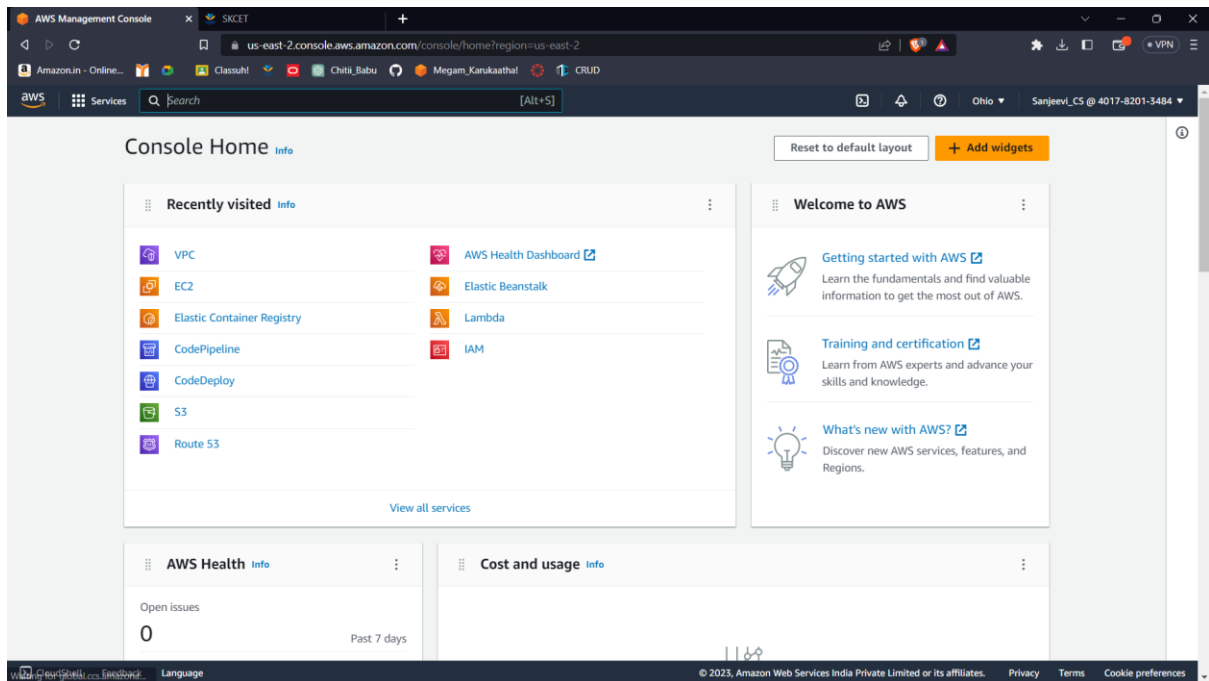 AWS Management Console
SKCET
us-east-2.console.aws.amazon.com/console/home?region=us-east-2
VPN
Amazon.in - Online...
Classuh!
Chitii_Babu
Megam_Karukaatha!
CRUD
aws
Services
Search
[Alt+S]
Ohio
Sanjeevi_CS @ 4017-8201-3484
Console Home Info
Reset to default layout
Add widgets
Recently visited Info
VPC
EC2
Elastic Container Registry
CodePipeline
CodeDeploy
S3
Route 53
AWS Health Dashboard
Elastic Beanstalk
Lambda
IAM
View all services
Welcome to AWS
Getting started with AWS
Learn the fundamentals and find valuable
information to get the most out of AWS.
Training and certification
Learn from AWS experts and advance your
skills and knowledge.
What's new with AWS?
Discover new AWS services, features, and
Regions.
AWS Health Info
Open issues
0
Past 7 days
Cost and usage Info
Language
© 2023, Amazon Web Services India Private Limited or its affiliates.
Privacy
Terms
Cookie preferences